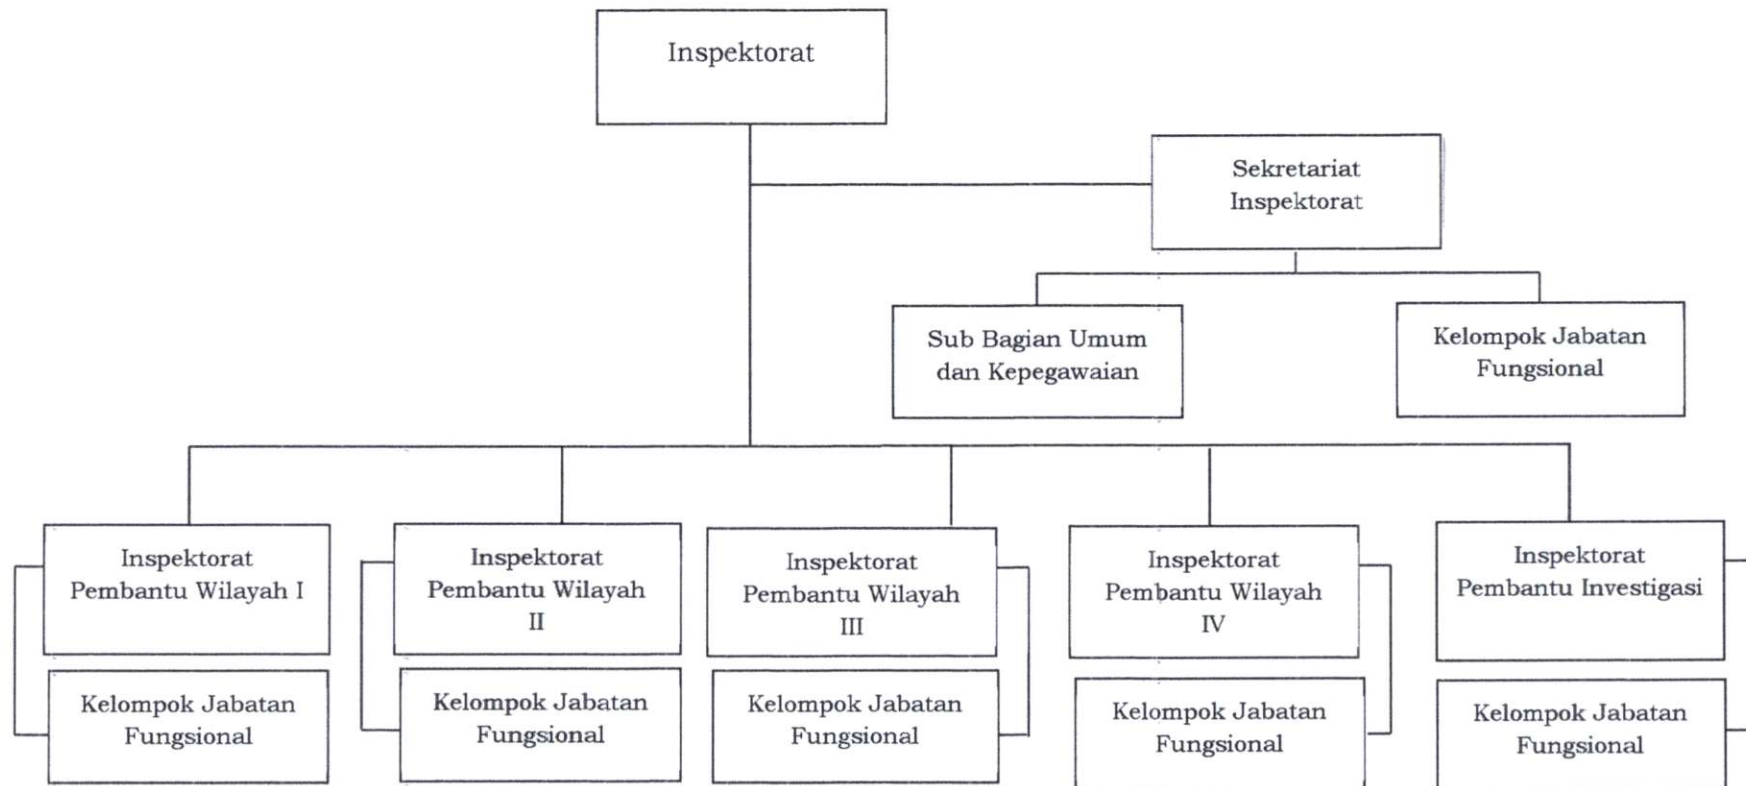 Inspektorat
Sekretariat
Inspektorat
Sub Bagian Umum
dan Kepegawaian
Kelompok Jabatan
Fungsional
Inspektorat
Pembantu Wilayah I
Inspektorat
Pembantu Wilayah
II
Inspektorat
Pembantu Wilayah
III
Inspektorat
Pembantu Wilayah
IV
Inspektorat
Pembantu Investigasi
Kelompok Jabatan
Fungsional
Kelompok Jabatan
Fungsional
Kelompok Jabatan
Fungsional
Kelompok Jabatan
Fungsional
Kelompok Jabatan
Fungsional